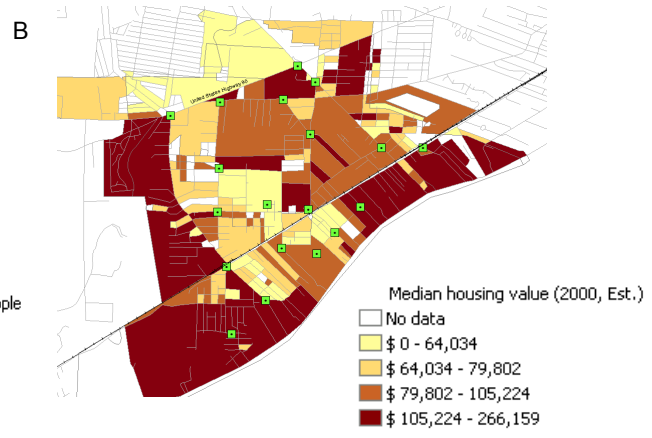 B
United States Highway 80
ople
Median housing value (2000, Est.)
No data
$ 0 - 64,034
$ 64,034 - 79,802
$ 79,802 - 105,224
$ 105,224 - 266,159